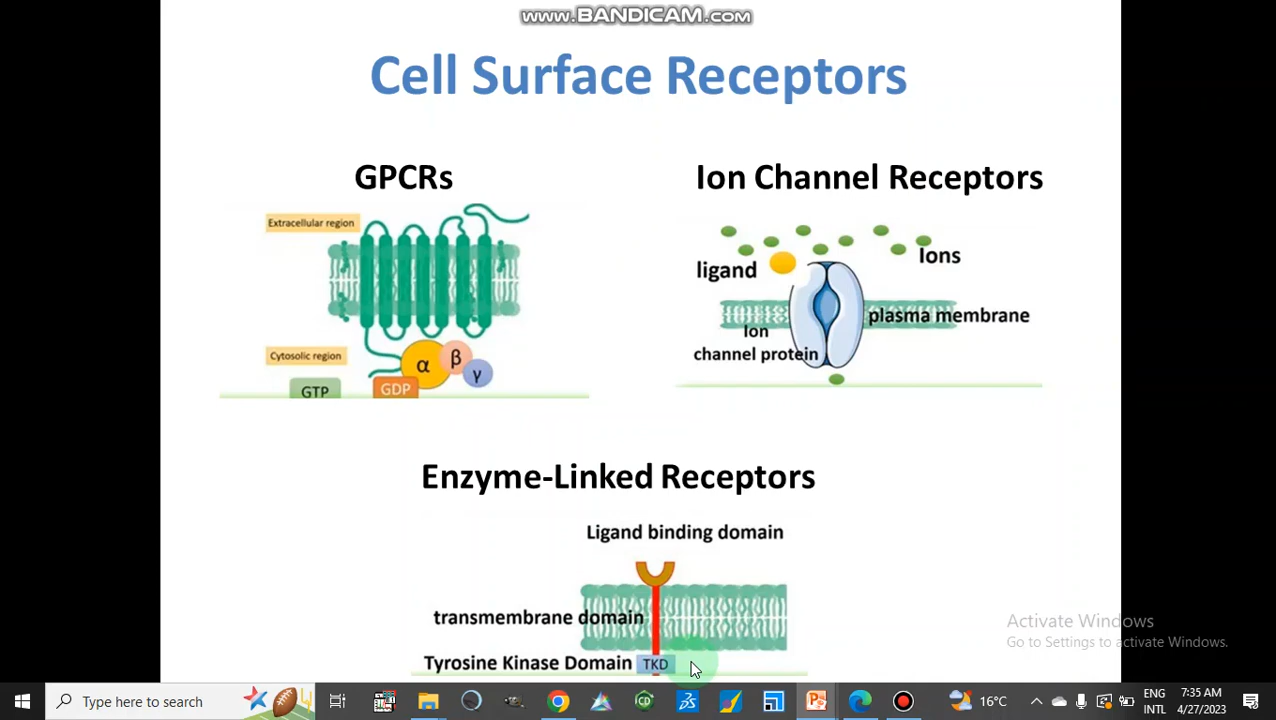 www.BANDICAM.com
Cell Surface Receptors
GPCRs
Extracellular region
Cytosolic region
α
β
γ
GTP
GDP
Ion Channel Receptors
ligand
Ions
plasma membrane
Ion
channel protein
Enzyme-Linked Receptors
Ligand binding domain
transmembrane domain
Tyrosine Kinase Domain
TKD
Activate Windows
Go to Settings to activate Windows.
Type here to search
16°C
ENG
INTL
7:35 AM
4/27/2023